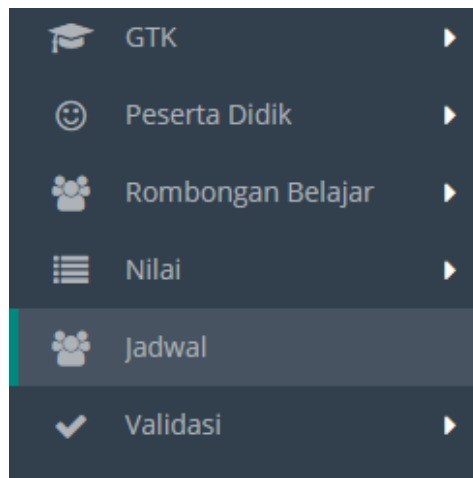 GTK
Peserta Didik
Rombongan Belajar
Nilai
Jadwal
Validasi